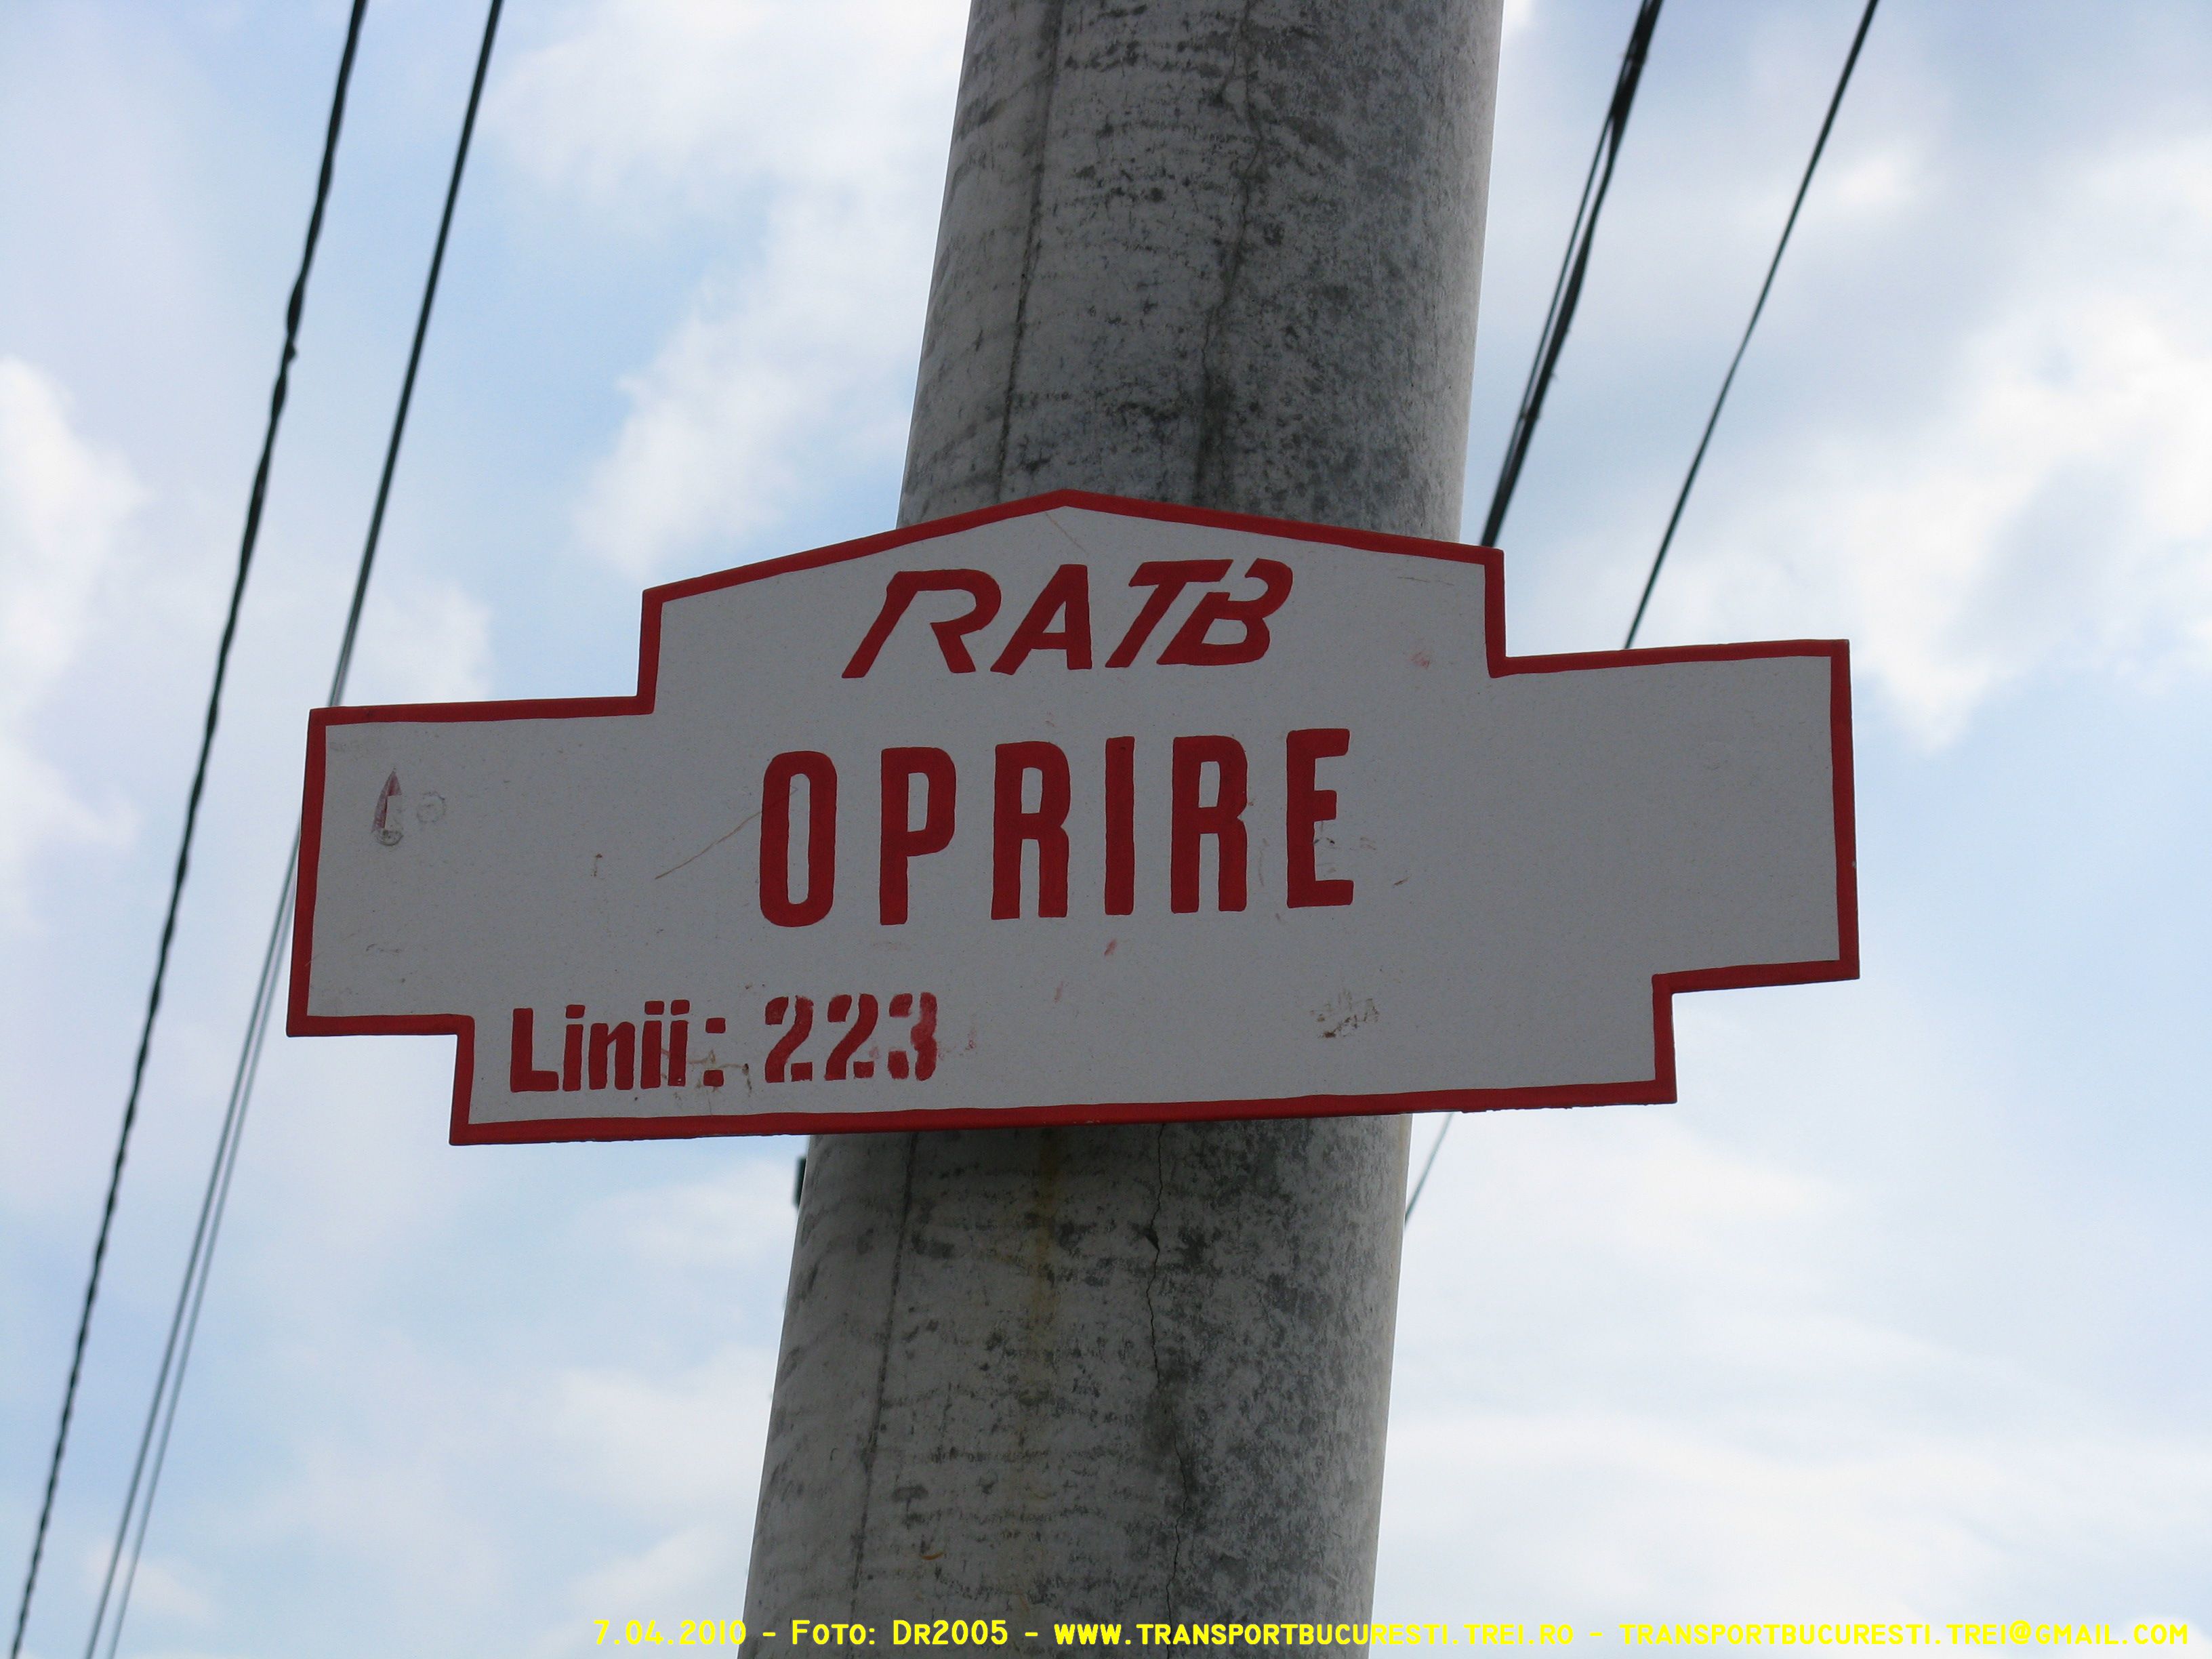 RATB
OPRIRE
Linii: 223
7.04.2010 - Foto: Dr2005 - www.transportbucuresti.trei.ro - transportbucuresti.trei@gmail.com